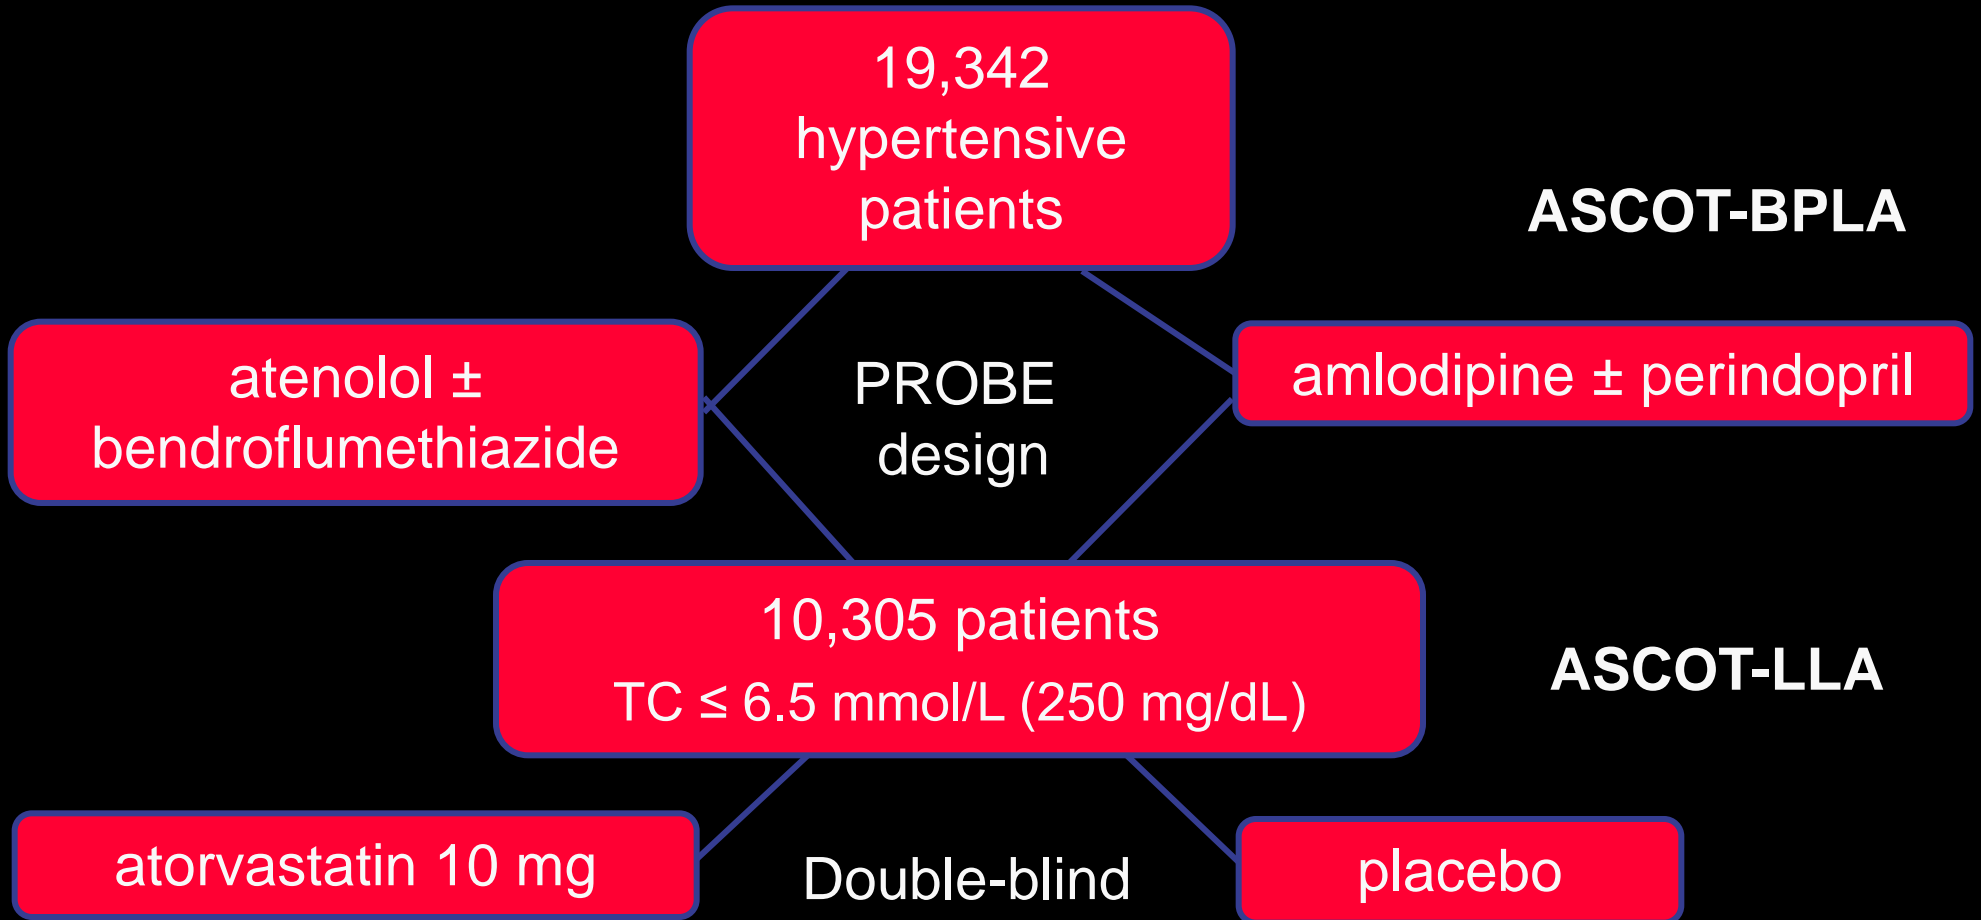 19,342
hypertensive
patients
ASCOT-BPLA
atenolol ±
bendroflumethiazide
PROBE
design
amlodipine ± perindopril
10,305 patients
TC ≤ 6.5 mmol/L (250 mg/dL)
ASCOT-LLA
atorvastatin 10 mg
Double-blind
placebo